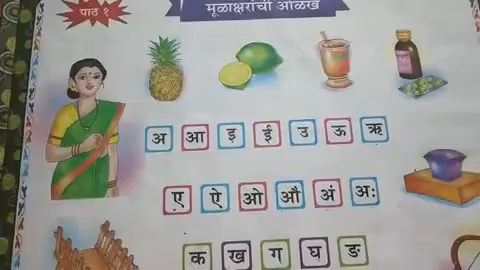 पाठ १
मूळाक्षरांची ओळख
अ आ इ ई उ ऊ ऋ
ए ऐ ओ औ अं अः
क ख ग घ ङ